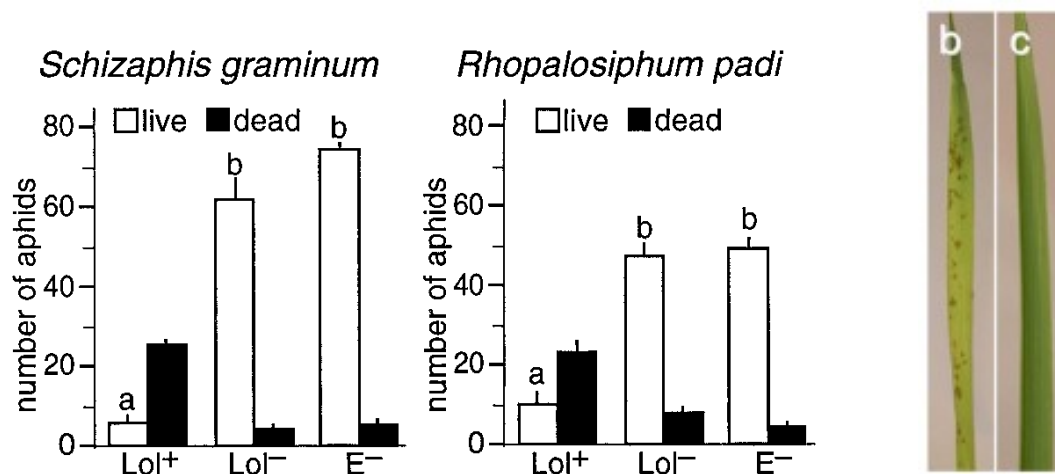 Schizaphis graminum
live dead
number of aphids
80
60
40
20
0
a
b
b
Lol⁺ Lol⁻ E⁻
Rhopalosiphum padi
live dead
number of aphids
80
60
40
20
0
a
b
b
Lol⁺ Lol⁻ E⁻
b c